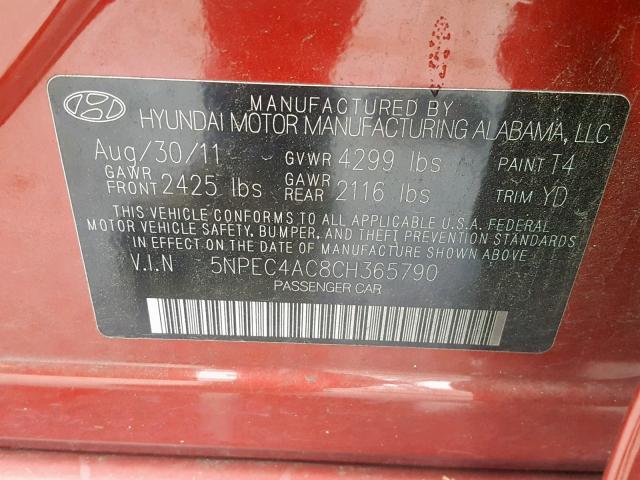 MANUFACTURED BY
HYUNDAI MOTOR MANUFACTURING ALABAMA, LLC
Aug/30/11 GVWR 4299 lbs PAINT T4
GAWR FRONT 2425 lbs GAWR REAR 2116 lbs TRIM YD
THIS VEHICLE CONFORMS TO ALL APPLICABLE U.S.A. FEDERAL
MOTOR VEHICLE SAFETY, BUMPER, AND THEFT PREVENTION STANDARDS
IN EFFECT ON THE DATE OF MANUFACTURE SHOWN ABOVE
V.I.N 5NPEC4AC8CH365790
PASSENGER CAR